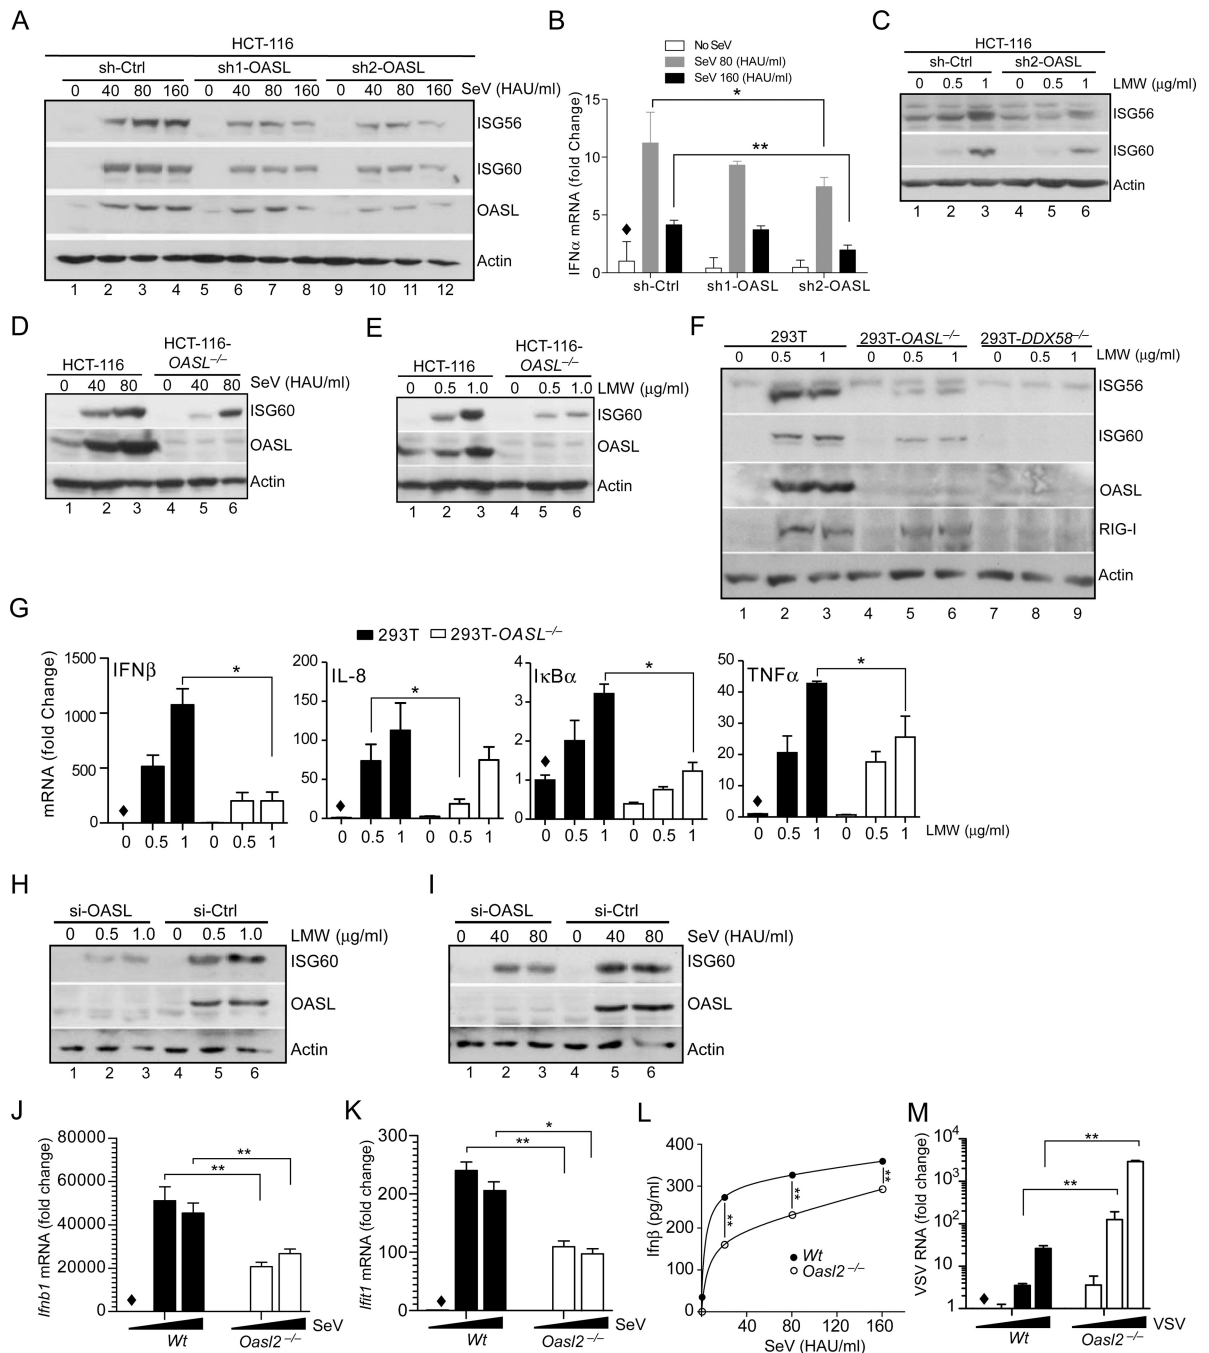 A
HCT-116
sh-Ctrl sh1-OASL sh2-OASL
0 40 80 160 0 40 80 160 0 40 80 160 SeV (HAU/ml)
ISG56
ISG60
OASL
Actin
1 2 3 4 5 6 7 8 9 10 11 12
B
No SeV
SeV 80 (HAU/ml)
SeV 160 (HAU/ml)
IFNα mRNA (fold Change)
15
10
5
0
*
**
♦
sh-Ctrl sh1-OASL sh2-OASL
C
HCT-116
sh-Ctrl sh2-OASL
0 0.5 1 0 0.5 1 LMW (μg/ml)
ISG56
ISG60
Actin
1 2 3 4 5 6
D
HCT-116 HCT-116-
OASL–/–
0 40 80 0 40 80 SeV (HAU/ml)
ISG60
OASL
Actin
1 2 3 4 5 6
E
HCT-116 HCT-116-
OASL–/–
0 0.5 1.0 0 0.5 1.0 LMW (μg/ml)
ISG60
OASL
Actin
1 2 3 4 5 6
F
293T 293T-OASL–/– 293T-DDX58–/–
0 0.5 1 0 0.5 1 0 0.5 1 LMW (μg/ml)
ISG56
ISG60
OASL
RIG-I
Actin
1 2 3 4 5 6 7 8 9
G
293T 293T-OASL–/–
mRNA (fold Change)
IFNβ
1500
1000
500
0
*
♦
0 0.5 1 0 0.5 1
IL-8
200
150
100
50
0
*
♦
0 0.5 1 0 0.5 1
IκBα
4
3
2
1
0
*
♦
0 0.5 1 0 0.5 1
TNFα
50
40
30
20
10
0
*
♦
0 0.5 1 0 0.5 1 LMW (μg/ml)
H
si-OASL si-Ctrl
0 0.5 1.0 0 0.5 1.0 LMW (μg/ml)
ISG60
OASL
Actin
1 2 3 4 5 6
I
si-OASL si-Ctrl
0 40 80 0 40 80 SeV (HAU/ml)
ISG60
OASL
Actin
1 2 3 4 5 6
J
Ifnb1 mRNA (fold change)
80000
60000
40000
20000
0
**
**
♦
SeV
Wt Oasl2–/–
K
Ifit1 mRNA (fold change)
300
200
100
0
*
**
♦
SeV
Wt Oasl2–/–
L
Ifnβ (pg/ml)
400
300
200
100
0
**
**
**
Wt
Oasl2–/–
40 80 120 160
SeV (HAU/ml)
M
VSV RNA (fold change)
104
103
102
10
1
**
**
♦
VSV
Wt Oasl2–/–